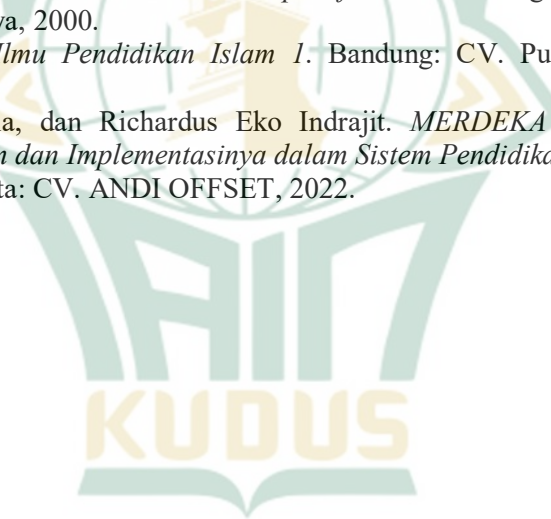 va, 2000.
Ilmu Pendidikan Islam 1. Bandung: CV. Pu
a, dan Richardus Eko Indrajit. MERDEKA
n dan Implementasinya dalam Sistem Pendidika
ta: CV. ANDI OFFSET, 2022.
IAIN
KUDUS